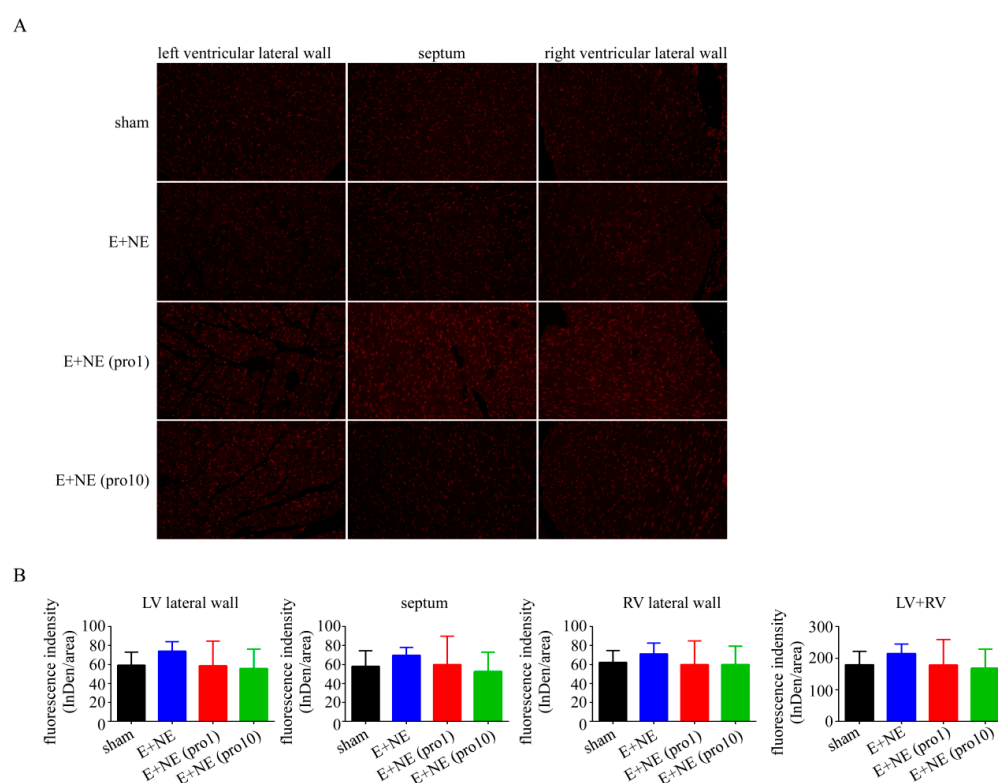 A
left ventricular lateral wall
septum
right ventricular lateral wall
sham
E+NE
E+NE (pro1)
E+NE (pro10)
B
LV lateral wall
fluorescence indensity
(InDen/area)
100
80
60
40
20
0
sham
E+NE
E+NE (pro1)
E+NE (pro10)
septum
fluorescence indensity
(InDen/area)
100
80
60
40
20
0
sham
E+NE
E+NE (pro1)
E+NE (pro10)
RV lateral wall
fluorescence indensity
(InDen/area)
100
80
60
40
20
0
sham
E+NE
E+NE (pro1)
E+NE (pro10)
LV+RV
fluorescence indensity
(InDen/area)
300
200
100
0
sham
E+NE
E+NE (pro1)
E+NE (pro10)